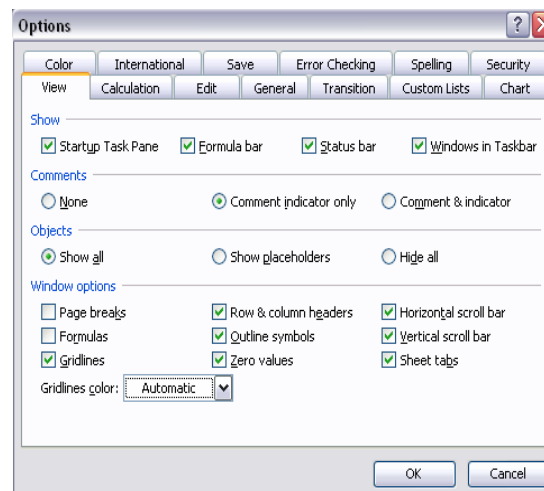 Options
Color International Save Error Checking Spelling Security
View Calculation Edit General Transition Custom Lists Chart
Show
Startup Task Pane Formula bar Status bar Windows in Taskbar
Comments
None Comment indicator only Comment & indicator
Objects
Show all Show placeholders Hide all
Window options
Page breaks Row & column headers Horizontal scroll bar
Formulas Outline symbols Vertical scroll bar
Gridlines Zero values Sheet tabs
Gridlines color: Automatic
OK Cancel